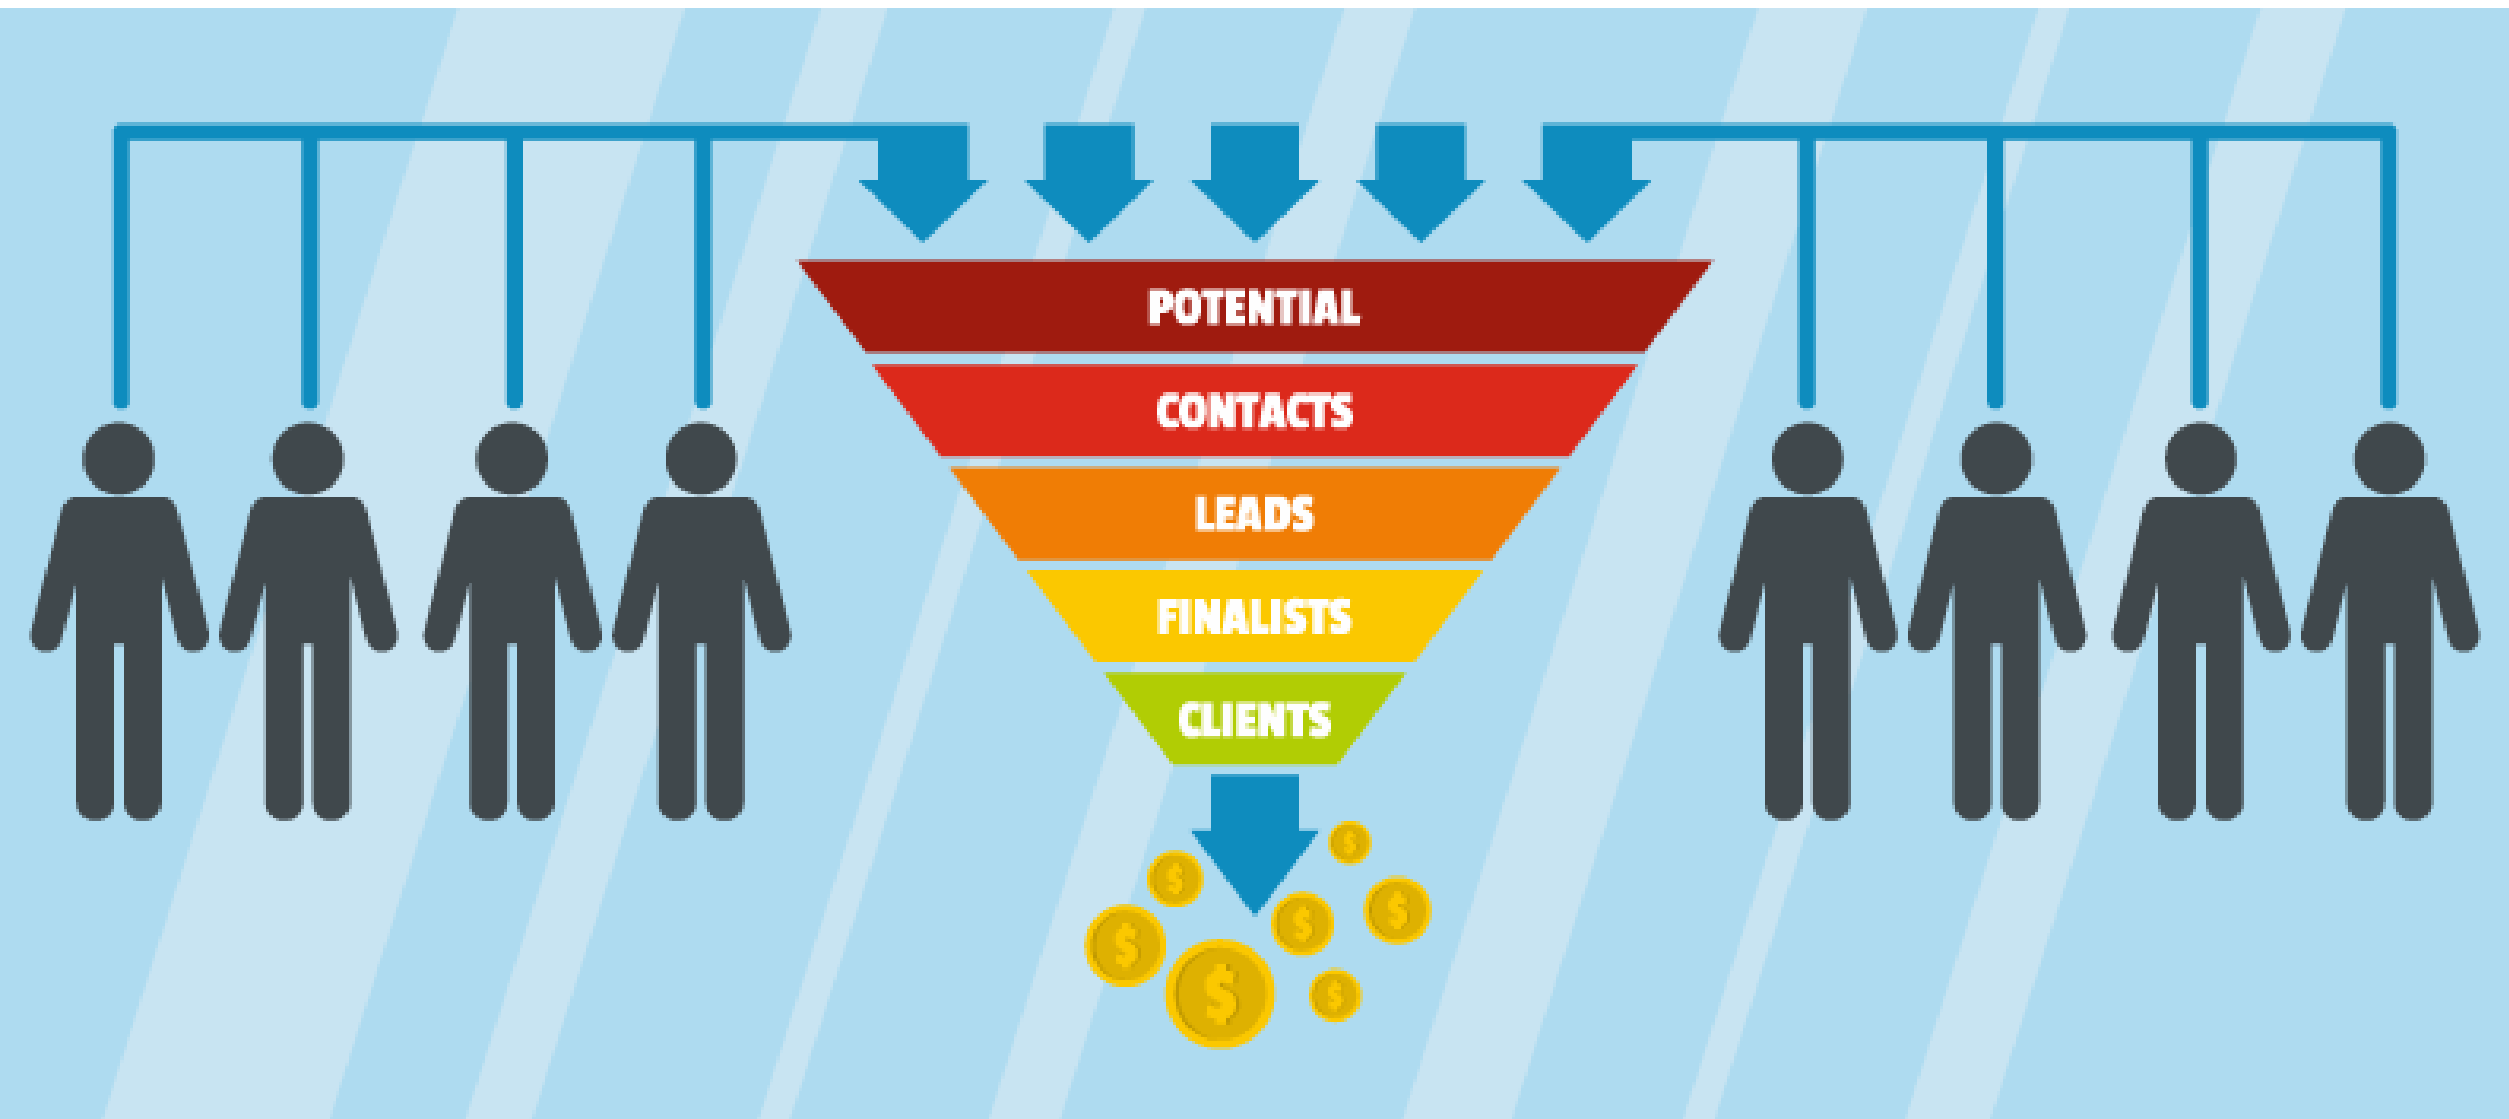 POTENTIAL
CONTACTS
LEADS
FINALISTS
CLIENTS
$
$
$
$
$
$
$